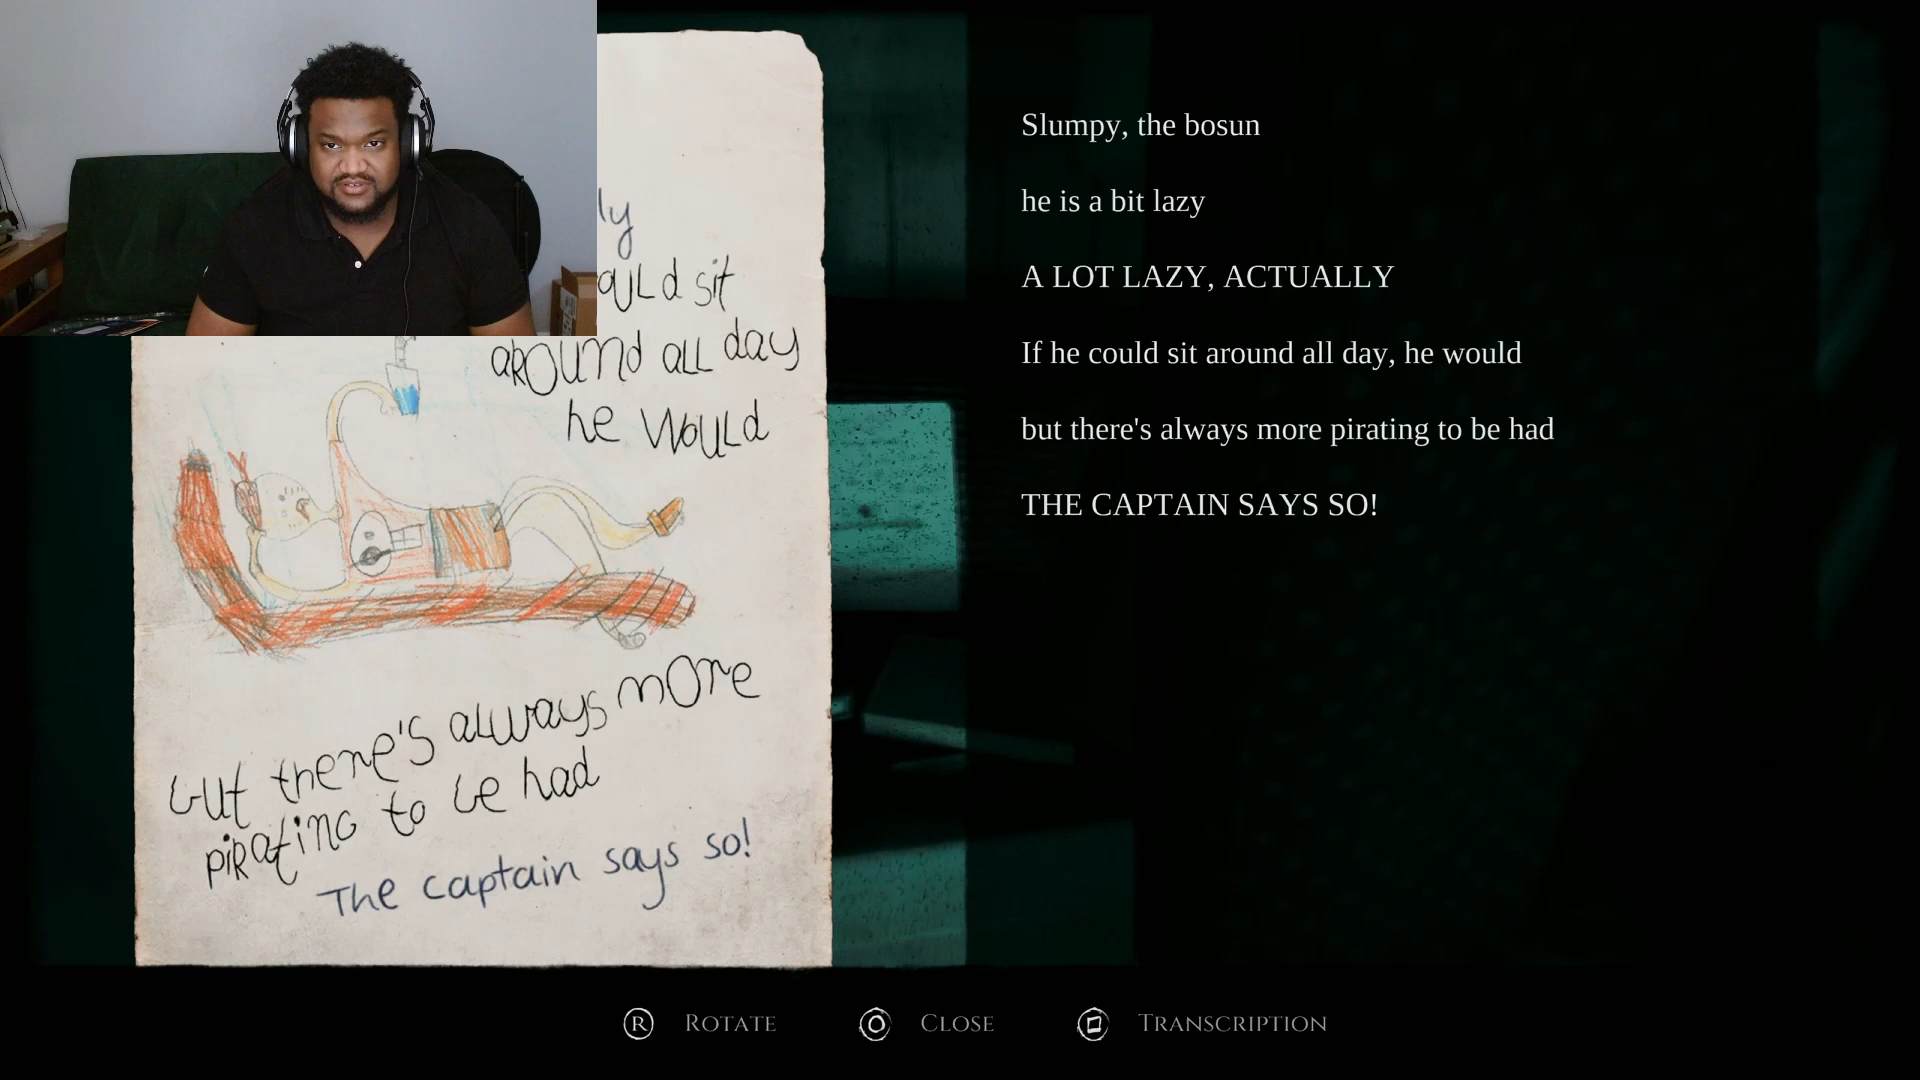 ly
ould sit
around all day
he would
but there's always more
pirating to be had
The captain says so!
Slumpy, the bosun
he is a bit lazy
A LOT LAZY, ACTUALLY
If he could sit around all day, he would
but there's always more pirating to be had
THE CAPTAIN SAYS SO!
R ROTATE CLOSE TRANSCRIPTION